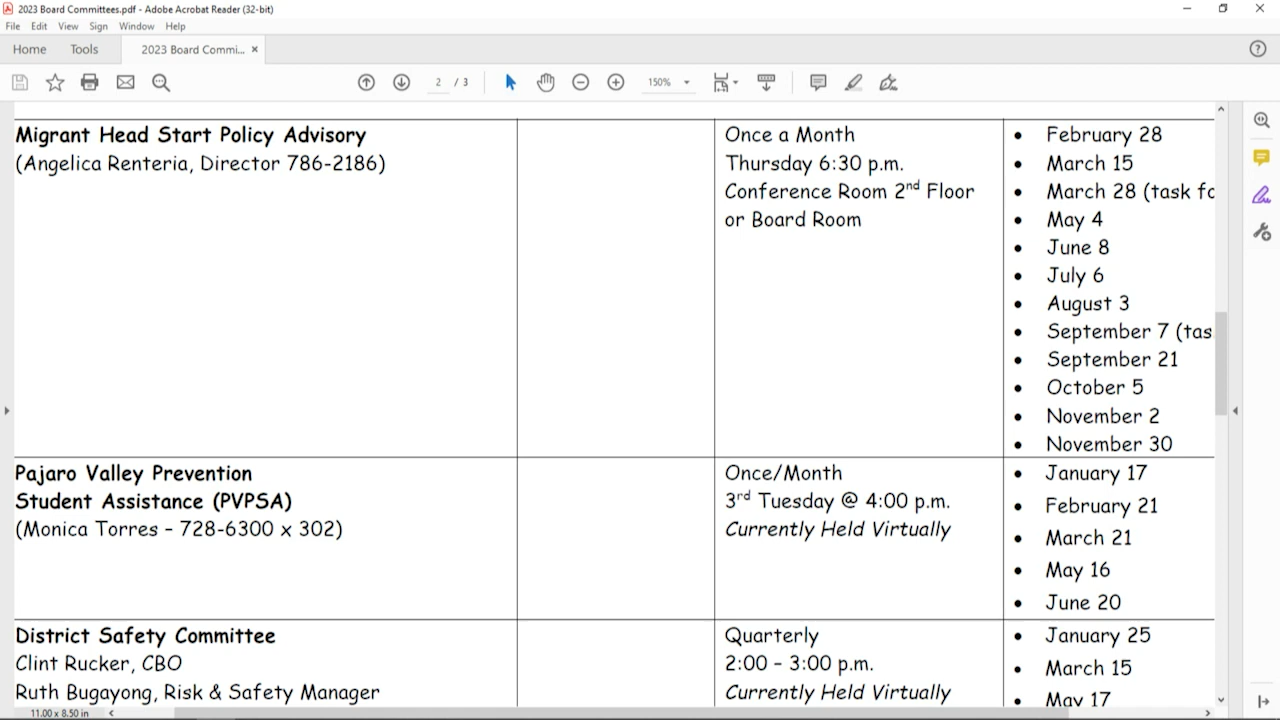 2023 Board Committees.pdf - Adobe Acrobat Reader (32-bit)
File Edit View Sign Window Help
Home Tools 2023 Board Commi... ×
2 / 3 150%
Migrant Head Start Policy Advisory
(Angelica Renteria, Director 786-2186)
Once a Month
Thursday 6:30 p.m.
Conference Room 2nd Floor
or Board Room
• February 28
• March 15
• March 28 (task fo
• May 4
• June 8
• July 6
• August 3
• September 7 (tas
• September 21
• October 5
• November 2
• November 30
Pajaro Valley Prevention
Student Assistance (PVPSA)
(Monica Torres – 728-6300 x 302)
Once/Month
3rd Tuesday @ 4:00 p.m.
Currently Held Virtually
• January 17
• February 21
• March 21
• May 16
• June 20
District Safety Committee
Clint Rucker, CBO
Ruth Bugayong, Risk & Safety Manager
Quarterly
2:00 – 3:00 p.m.
Currently Held Virtually
• January 25
• March 15
• May 17
11.00 x 8.50 in